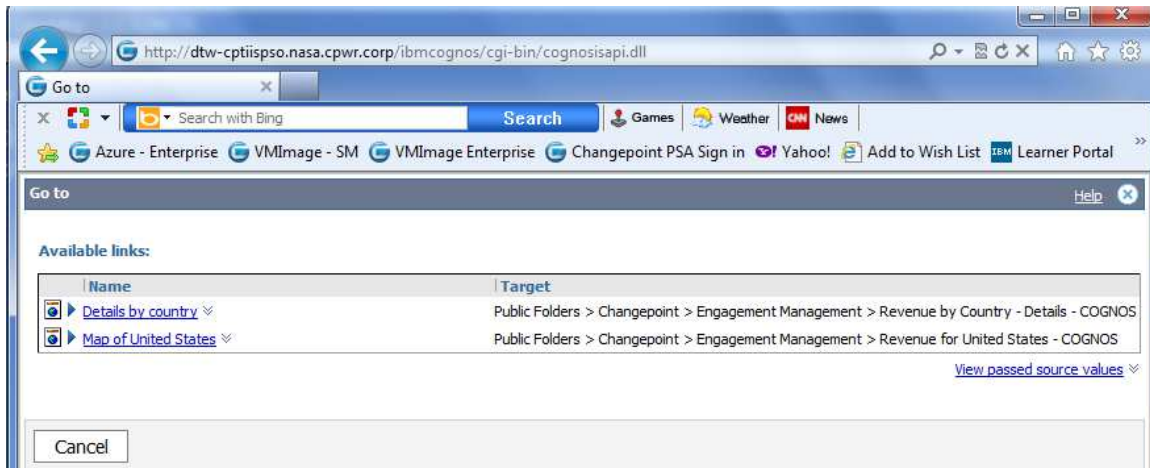 http://dtw-cptiispso.nasa.cpwr.corp/ibmcognos/cgi-bin/cognosisapi.dll
Go to
Search with Bing Search Games Weather CNN News
Azure - Enterprise VMImage - SM VMImage Enterprise Changepoint PSA Sign in Yahoo! Add to Wish List IBM Learner Portal
Go to Help
Available links:
Name Target
Details by country Public Folders > Changepoint > Engagement Management > Revenue by Country - Details - COGNOS
Map of United States Public Folders > Changepoint > Engagement Management > Revenue for United States - COGNOS
View passed source values
Cancel